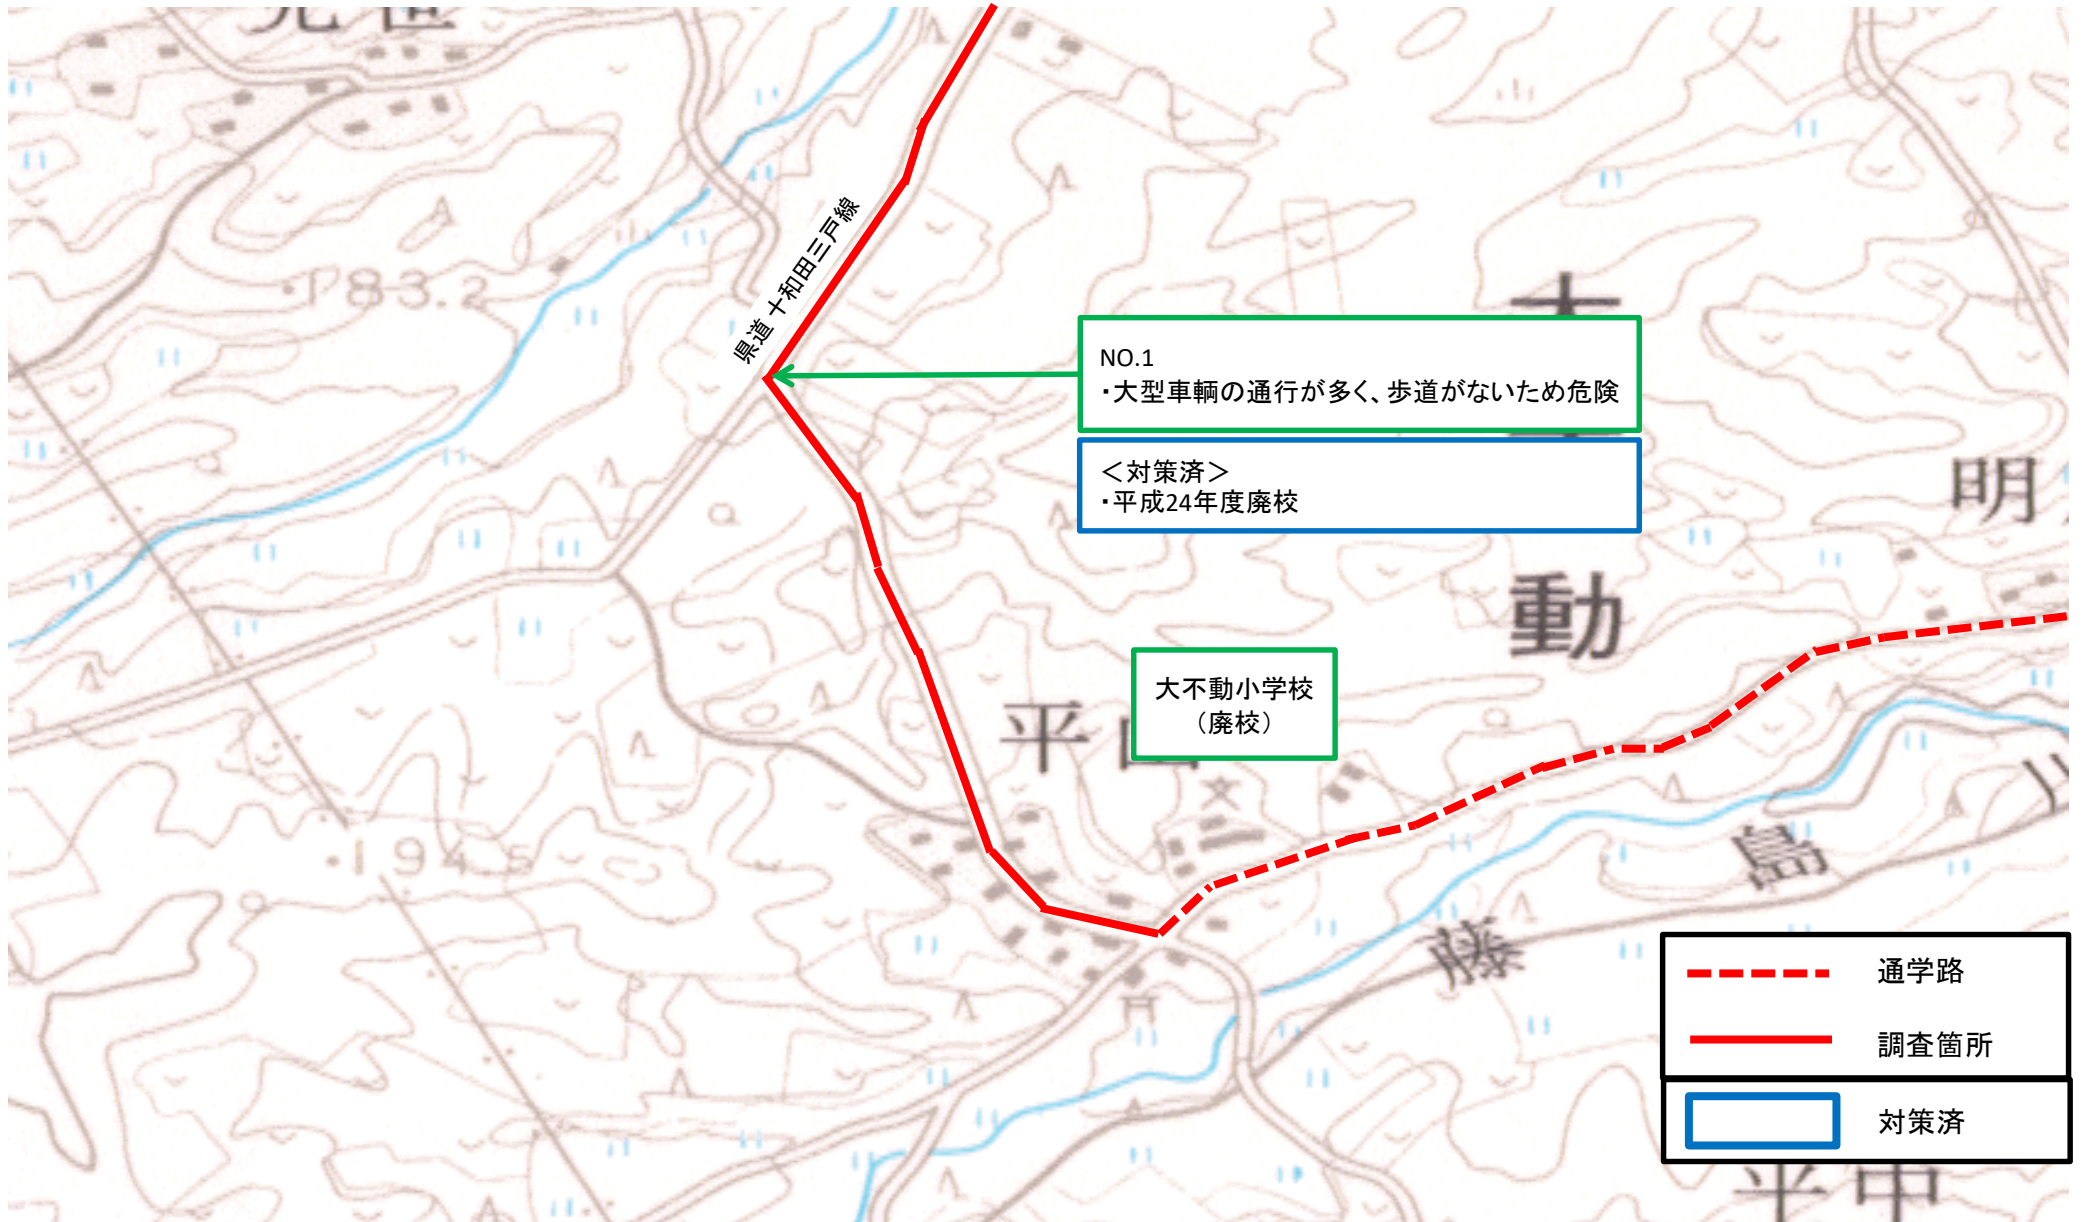 ・183.2
県道 十和田三戸線
NO.1
・大型車輌の通行が多く、歩道がないため危険
＜対策済＞
・平成24年度廃校
明
動
大不動小学校
（廃校）
平
・194.5
島
藤
通学路
調査箇所
対策済
平中